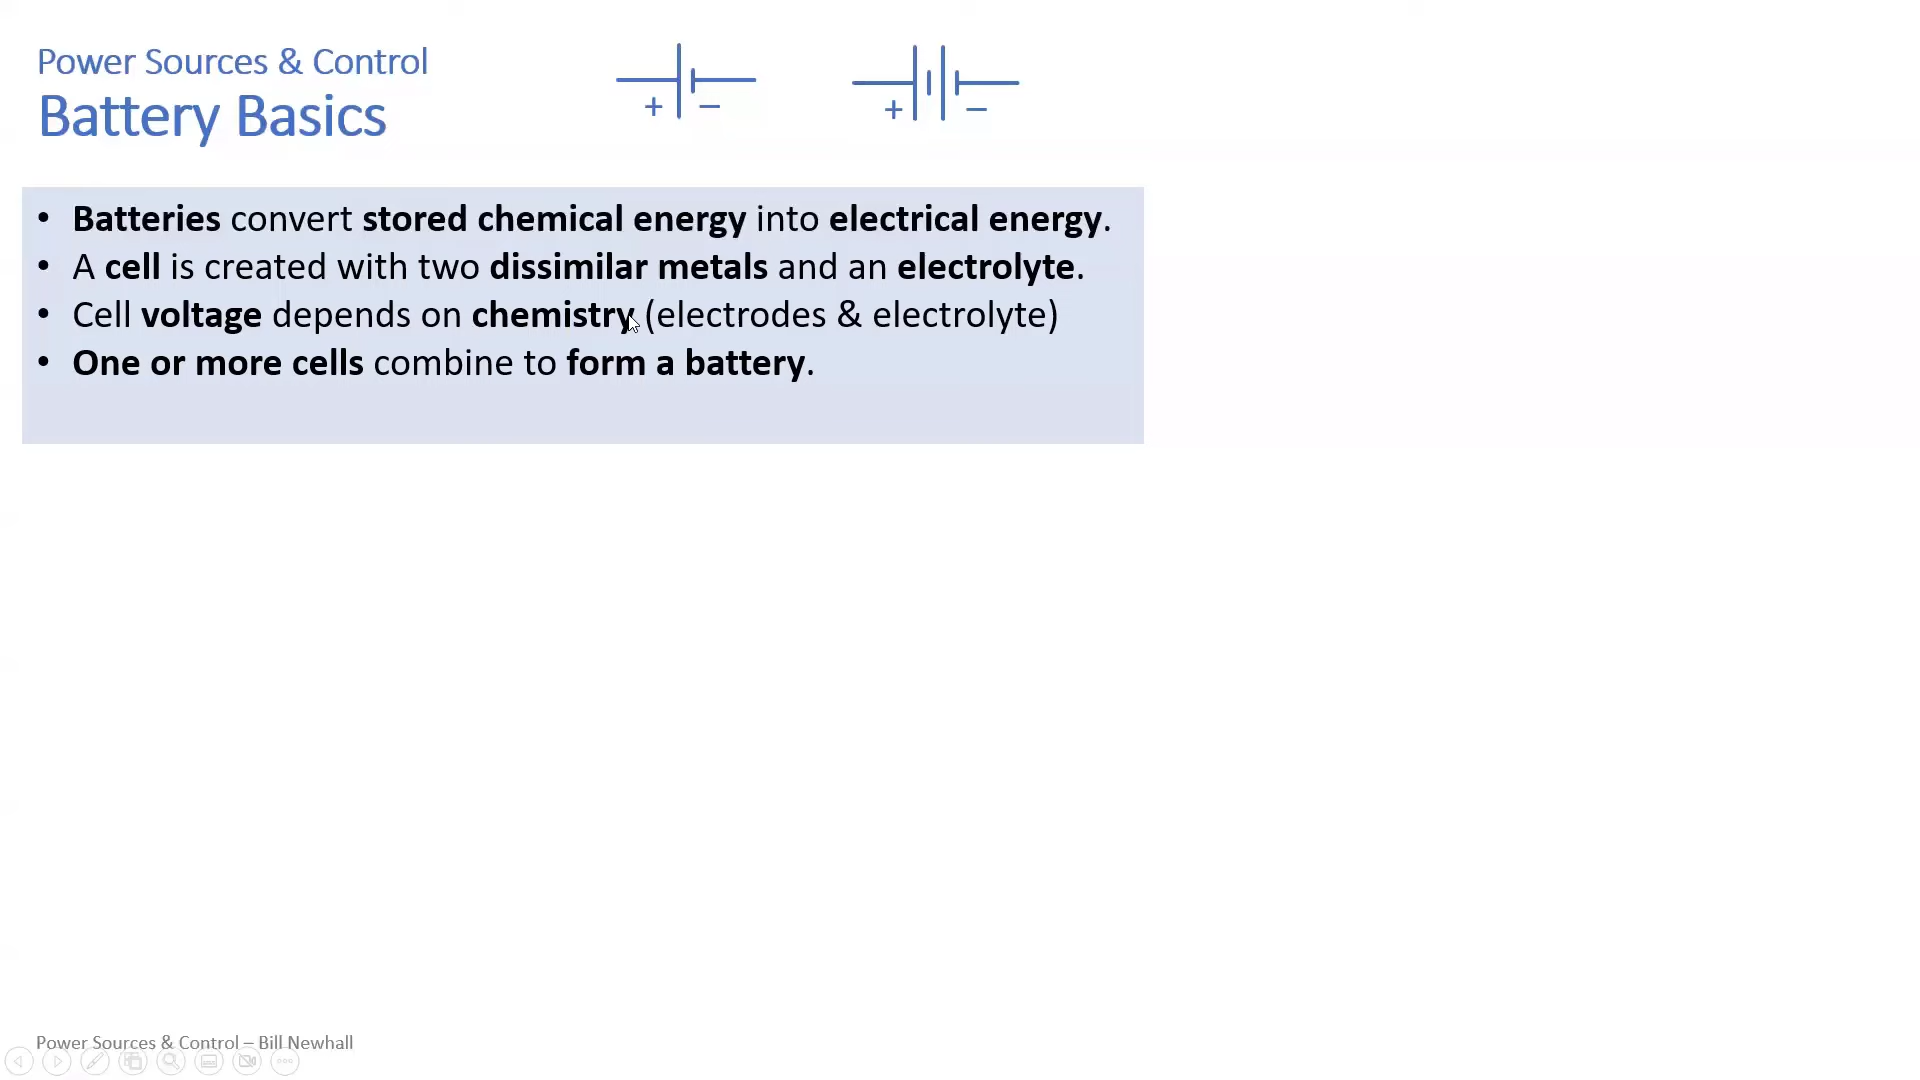 Power Sources & Control
Battery Basics
+ – + –
• Batteries convert stored chemical energy into electrical energy.
• A cell is created with two dissimilar metals and an electrolyte.
• Cell voltage depends on chemistry (electrodes & electrolyte)
• One or more cells combine to form a battery.
Power Sources & Control – Bill Newhall